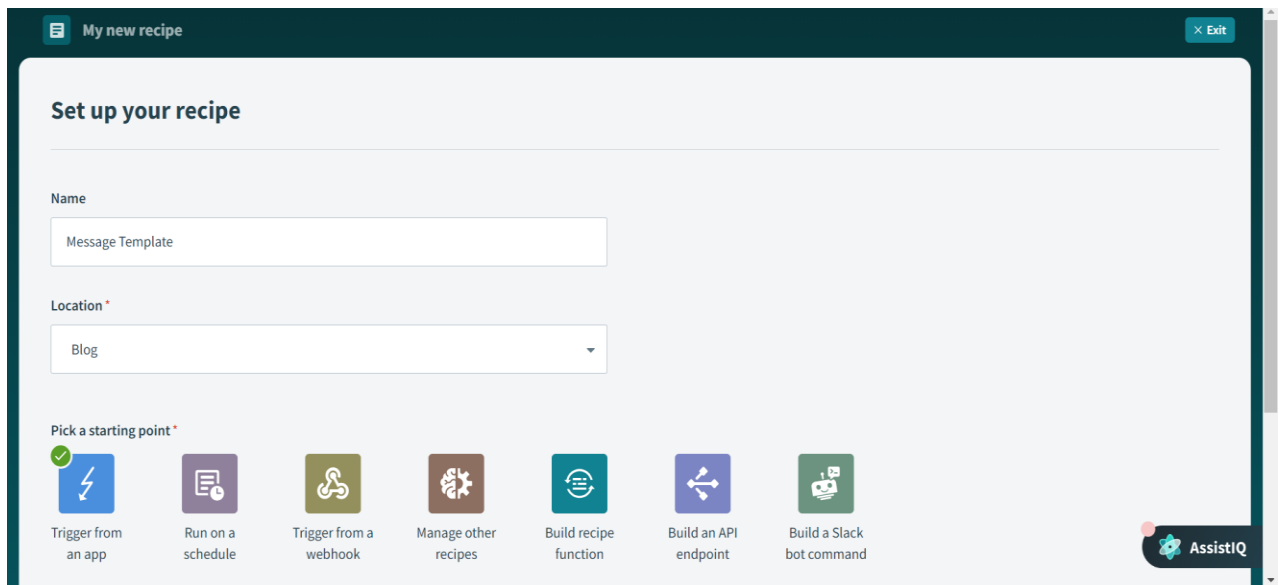 My new recipe
× Exit
Set up your recipe
Name
Message Template
Location *
Blog
Pick a starting point *
Trigger from an app
Run on a schedule
Trigger from a webhook
Manage other recipes
Build recipe function
Build an API endpoint
Build a Slack bot command
AssistIQ